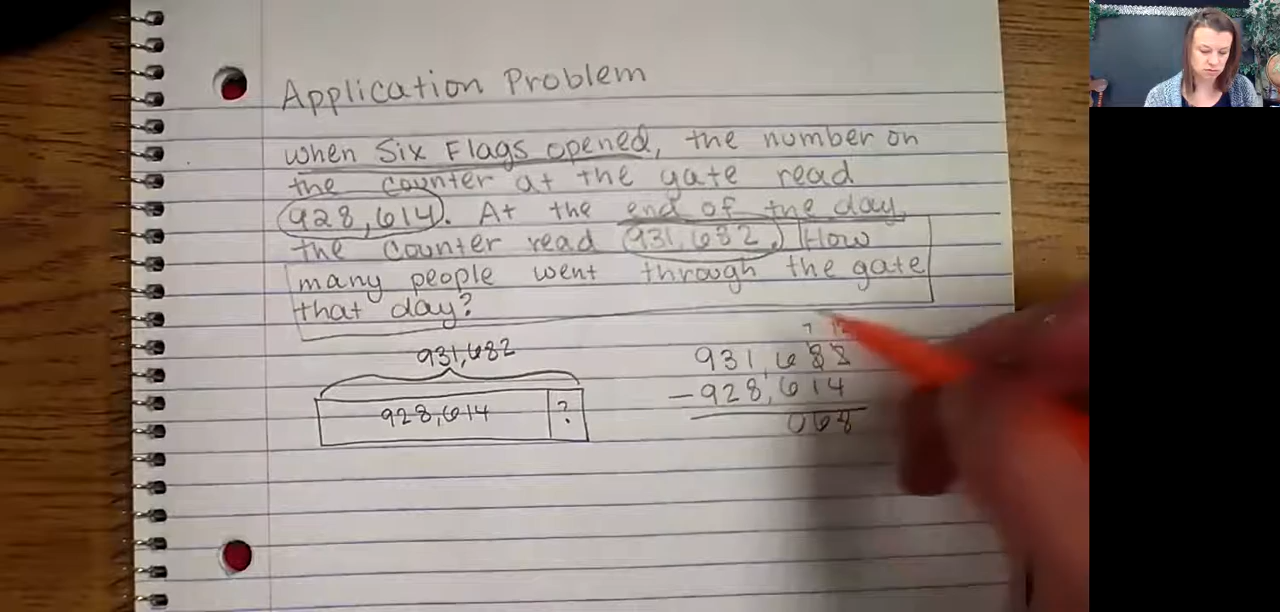 Application Problem
When Six Flags opened, the number on
the counter at the gate read
928,614. At the end of the day,
the counter read 931,682. How
many people went through the gate
that day?
931,682
928,614 ?
7 12
931,682
-928,614
068